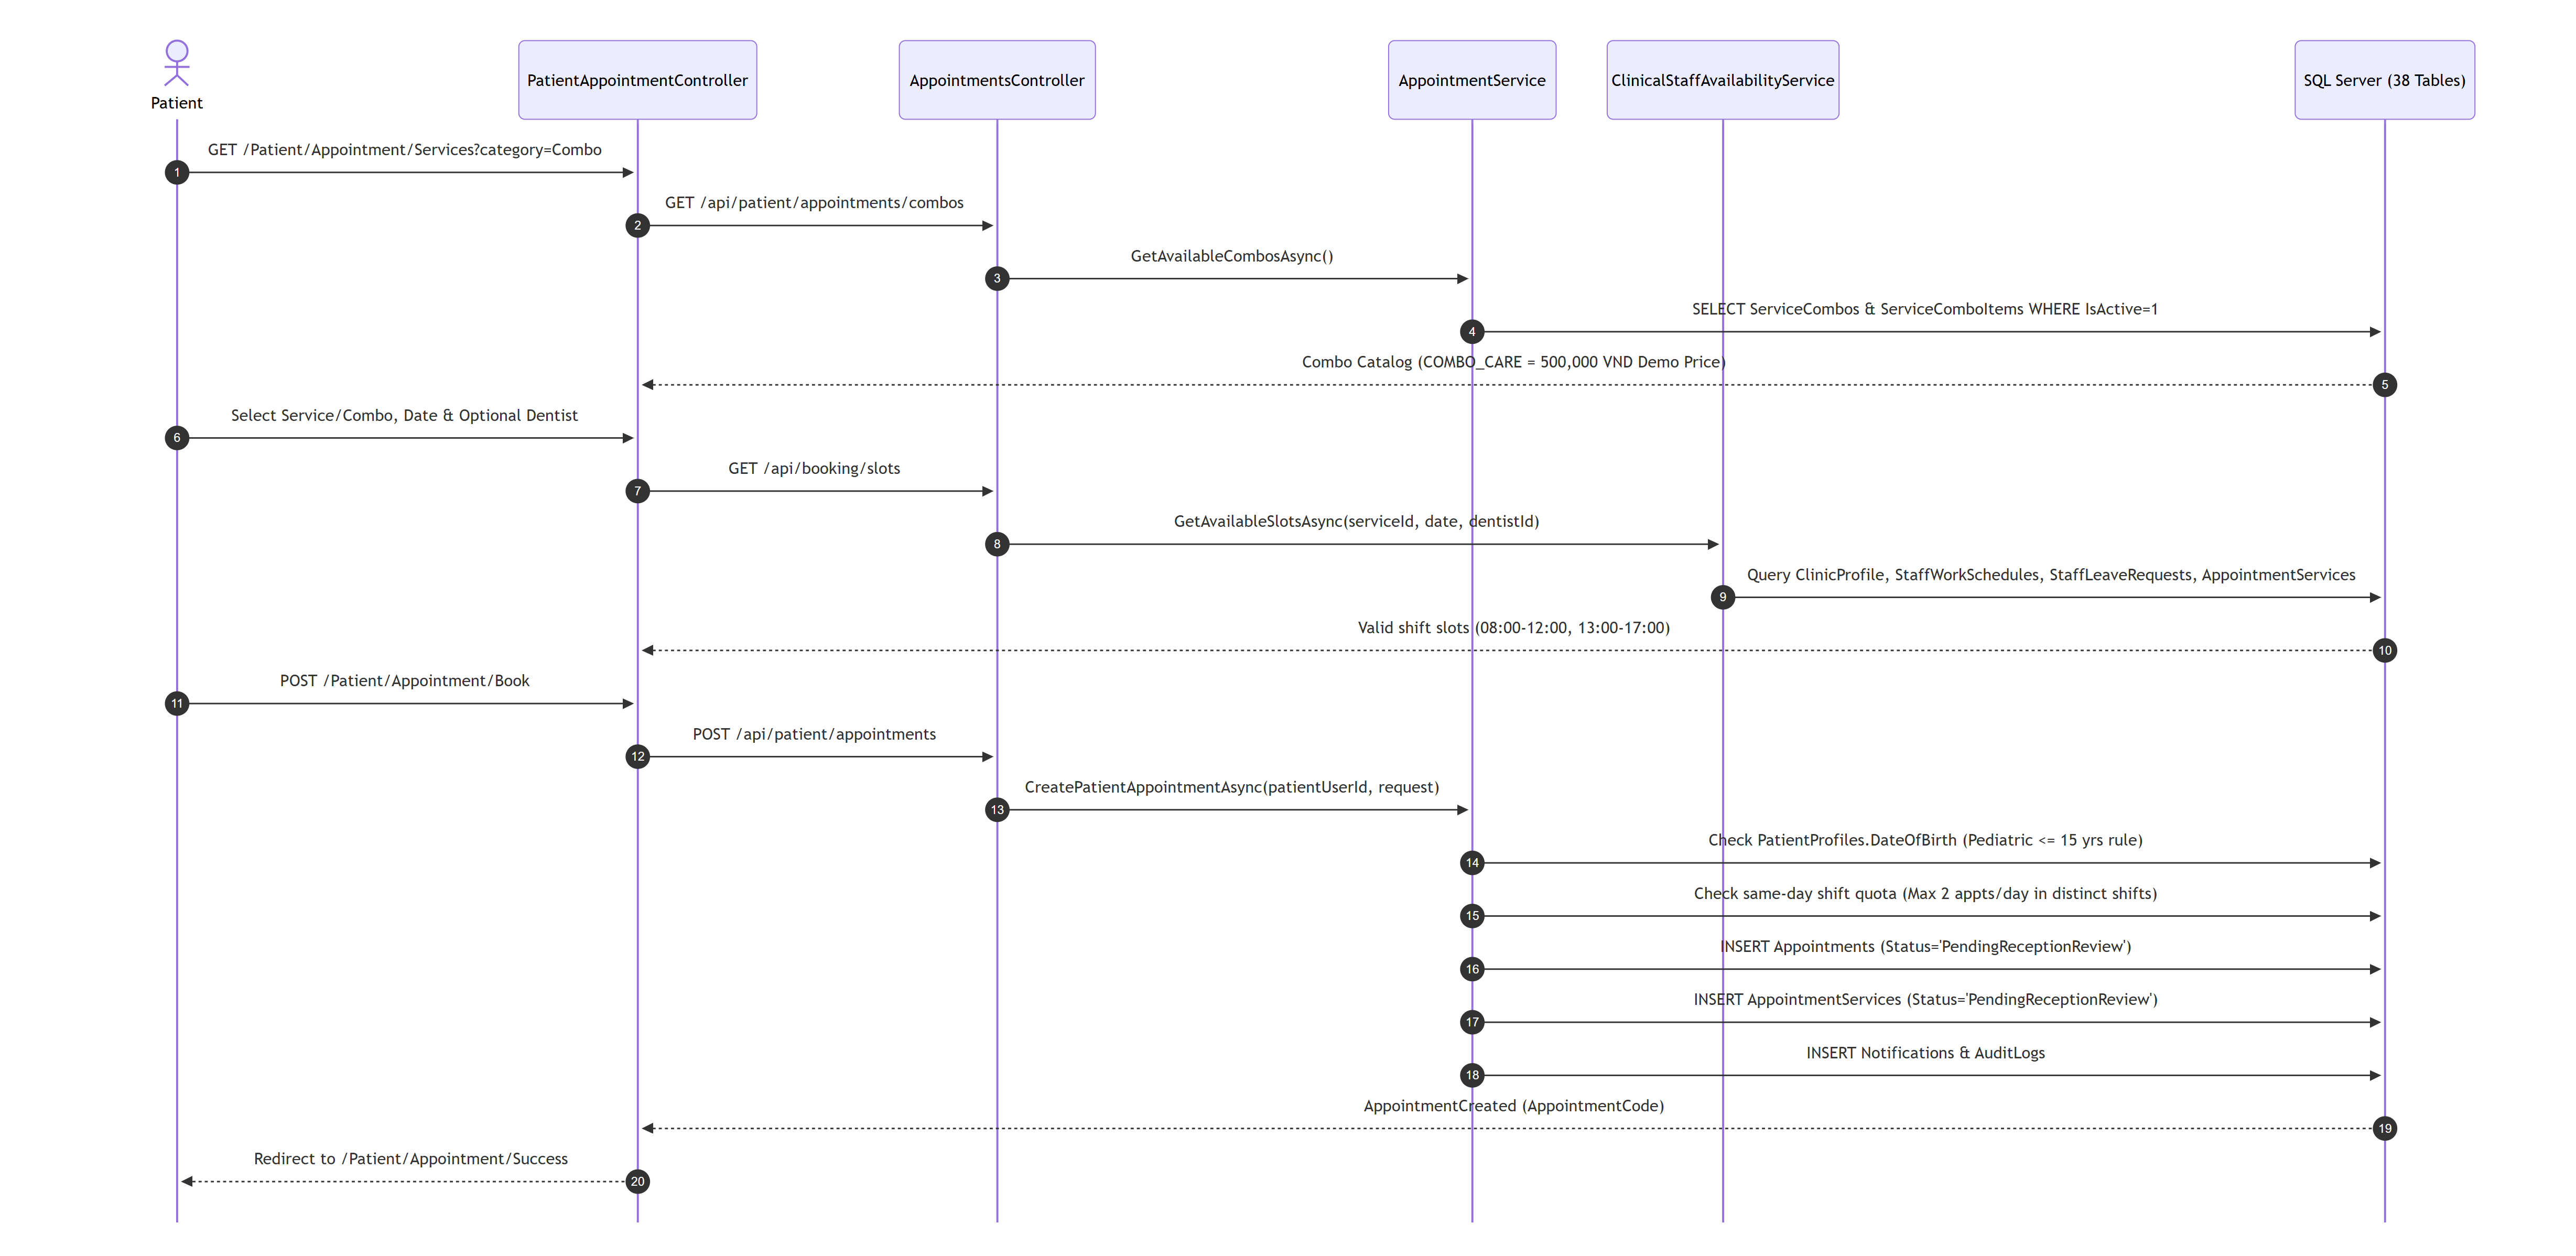 Patient
PatientAppointmentController
AppointmentsController
AppointmentService
ClinicalStaffAvailabilityService
SQL Server (38 Tables)
GET /Patient/Appointment/Services?category=Combo
1
GET /api/patient/appointments/combos
2
GetAvailableCombosAsync()
3
SELECT ServiceCombos & ServiceComboItems WHERE IsActive=1
4
Combo Catalog (COMBO_CARE = 500,000 VND Demo Price)
5
Select Service/Combo, Date & Optional Dentist
6
GET /api/booking/slots
7
GetAvailableSlotsAsync(serviceId, date, dentistId)
8
Query ClinicProfile, StaffWorkSchedules, StaffLeaveRequests, AppointmentServices
9
Valid shift slots (08:00-12:00, 13:00-17:00)
10
POST /Patient/Appointment/Book
11
POST /api/patient/appointments
12
CreatePatientAppointmentAsync(patientUserId, request)
13
Check PatientProfiles.DateOfBirth (Pediatric <= 15 yrs rule)
14
Check same-day shift quota (Max 2 appts/day in distinct shifts)
15
INSERT Appointments (Status='PendingReceptionReview')
16
INSERT AppointmentServices (Status='PendingReceptionReview')
17
INSERT Notifications & AuditLogs
18
AppointmentCreated (AppointmentCode)
19
Redirect to /Patient/Appointment/Success
20